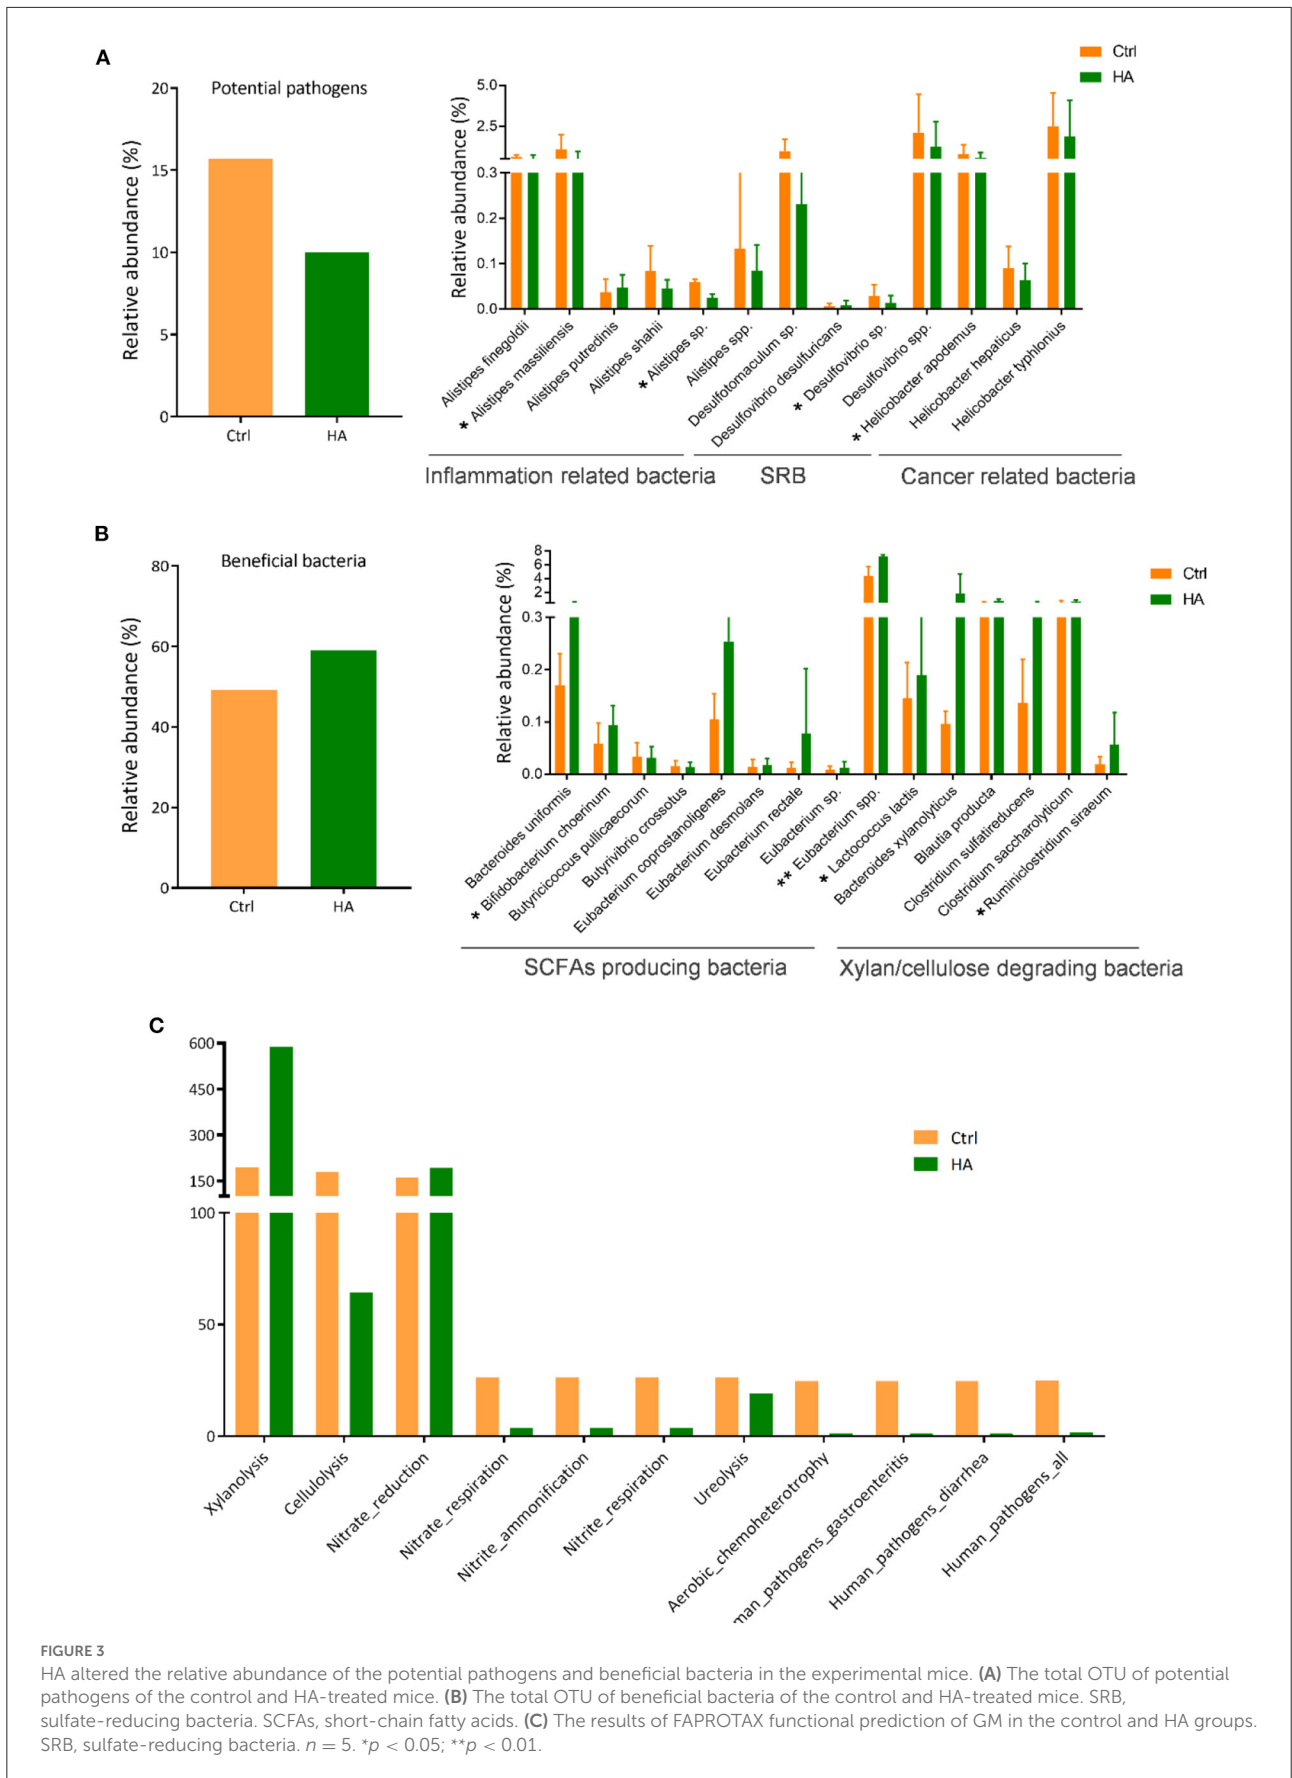 A
Ctrl
HA
Potential pathogens
Relative abundance (%)
20
15
10
5
0
Ctrl
HA
Relative abundance (%)
5.0
2.5
0.3
0.2
0.1
0.0
Alistipes finegoldii
* Alistipes massiliensis
Alistipes putredinis
Alistipes shahii
* Alistipes sp.
Alistipes spp.
Desulfotomaculum sp.
Desulfovibrio desulfuricans
* Desulfovibrio sp.
Desulfovibrio spp.
* Helicobacter apodemus
Helicobacter hepaticus
Helicobacter typhlonius
Inflammation related bacteria
SRB
Cancer related bacteria
B
Beneficial bacteria
Relative abundance (%)
80
60
40
20
0
Ctrl
HA
Relative abundance (%)
8
6
4
2
0.3
0.2
0.1
0.0
Ctrl
HA
Bacteroides uniformis
* Bifidobacterium choerinum
Butyricicoccus pullicaecorum
Butyrivibrio crossotus
Eubacterium coprostanoligenes
Eubacterium desmolans
Eubacterium rectale
Eubacterium sp.
** Eubacterium spp.
* Lactococcus lactis
Bacteroides xylanolyticus
Blautia producta
Clostridium sulfatireducens
Clostridium saccharolyticum
* Ruminiclostridium siraeum
SCFAs producing bacteria
Xylan/cellulose degrading bacteria
C
600
450
300
150
100
50
0
Ctrl
HA
Xylanolysis
Cellulolysis
Nitrate_reduction
Nitrate_respiration
Nitrite_ammonification
Nitrite_respiration
Ureolysis
Aerobic_chemoheterotrophy
man_pathogens_gastroenteritis
Human_pathogens_diarrhea
Human_pathogens_all
FIGURE 3
HA altered the relative abundance of the potential pathogens and beneficial bacteria in the experimental mice. (A) The total OTU of potential
pathogens of the control and HA-treated mice. (B) The total OTU of beneficial bacteria of the control and HA-treated mice. SRB,
sulfate-reducing bacteria. SCFAs, short-chain fatty acids. (C) The results of FAPROTAX functional prediction of GM in the control and HA groups.
SRB, sulfate-reducing bacteria. n = 5. *p < 0.05; **p < 0.01.